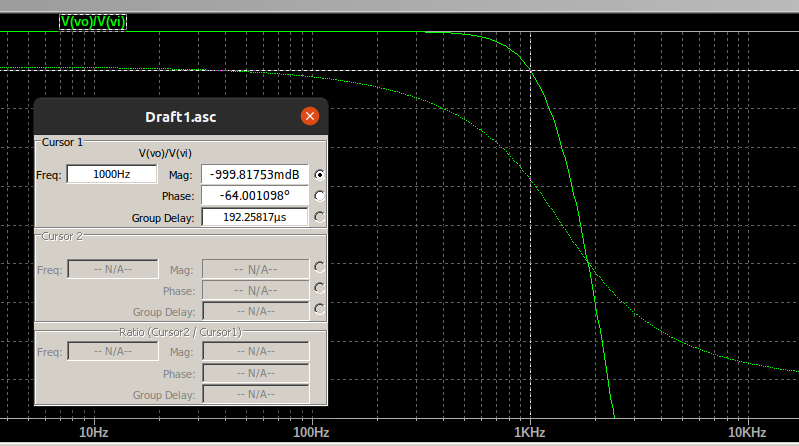 V(vo)/V(vi)
Draft1.asc
Cursor 1
V(vo)/V(vi)
Freq: 1000Hz Mag: -999.81753mdB
Phase: -64.001098°
Group Delay: 192.25817µs
Cursor 2
Freq: -- N/A-- Mag: -- N/A--
Phase: -- N/A--
Group Delay: -- N/A--
Ratio (Cursor2 / Cursor1)
Freq: -- N/A-- Mag: -- N/A--
Phase: -- N/A--
Group Delay: -- N/A--
10Hz 100Hz 1KHz 10KHz